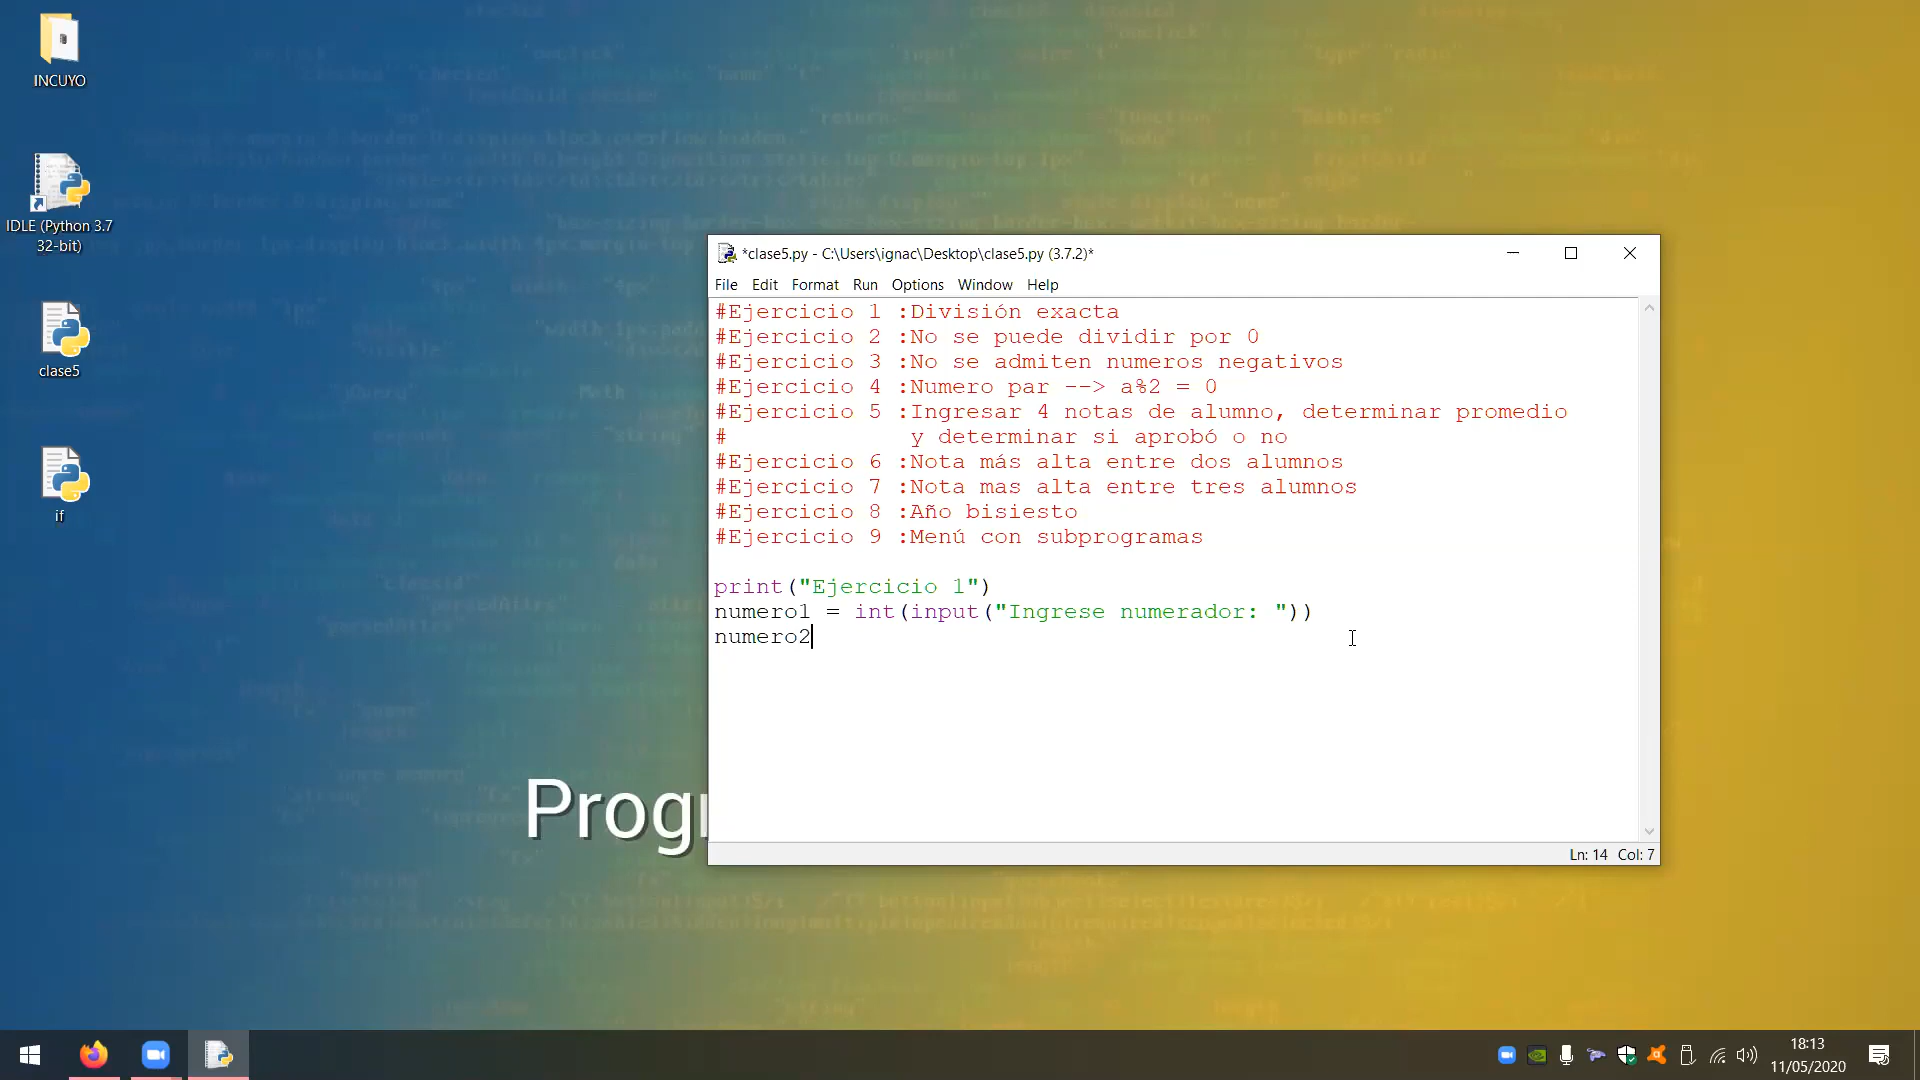 INCUYO
IDLE (Python 3.7
32-bit)
clase5
if
*clase5.py - C:\Users\ignac\Desktop\clase5.py (3.7.2)*
File Edit Format Run Options Window Help
#Ejercicio 1 :División exacta
#Ejercicio 2 :No se puede dividir por 0
#Ejercicio 3 :No se admiten numeros negativos
#Ejercicio 4 :Numero par --> a%2 = 0
#Ejercicio 5 :Ingresar 4 notas de alumno, determinar promedio
#             y determinar si aprobó o no
#Ejercicio 6 :Nota más alta entre dos alumnos
#Ejercicio 7 :Nota mas alta entre tres alumnos
#Ejercicio 8 :Año bisiesto
#Ejercicio 9 :Menú con subprogramas
print("Ejercicio 1")
numero1 = int(input("Ingrese numerador: "))
numero2
Ln: 14 Col: 7
Progr
18:13
11/05/2020